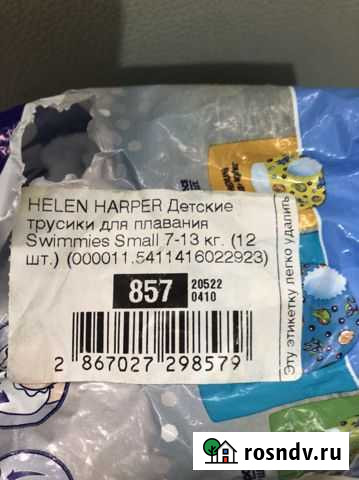 HELEN HARPER Детские
трусики для плавания
Swimmies Small 7-13 кг. (12
шт.) (000011.5411416022923)
857
20522
0410
2 867027 298579
Эту этикетку легко удалить
rosndv.ru